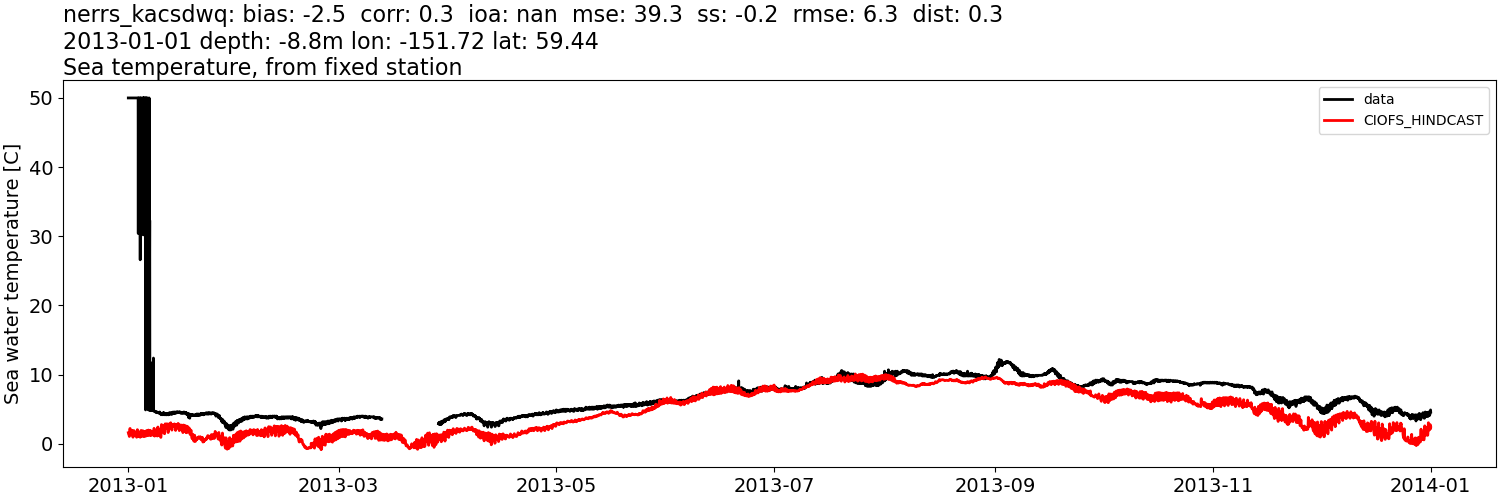 nerrs_kacsdwq: bias: -2.5  corr: 0.3  ioa: nan  mse: 39.3  ss: -0.2  rmse: 6.3  dist: 0.3
2013-01-01 depth: -8.8m lon: -151.72 lat: 59.44
Sea temperature, from fixed station
data
CIOFS_HINDCAST
Sea water temperature [C]
50
40
30
20
10
0
2013-01
2013-03
2013-05
2013-07
2013-09
2013-11
2014-01